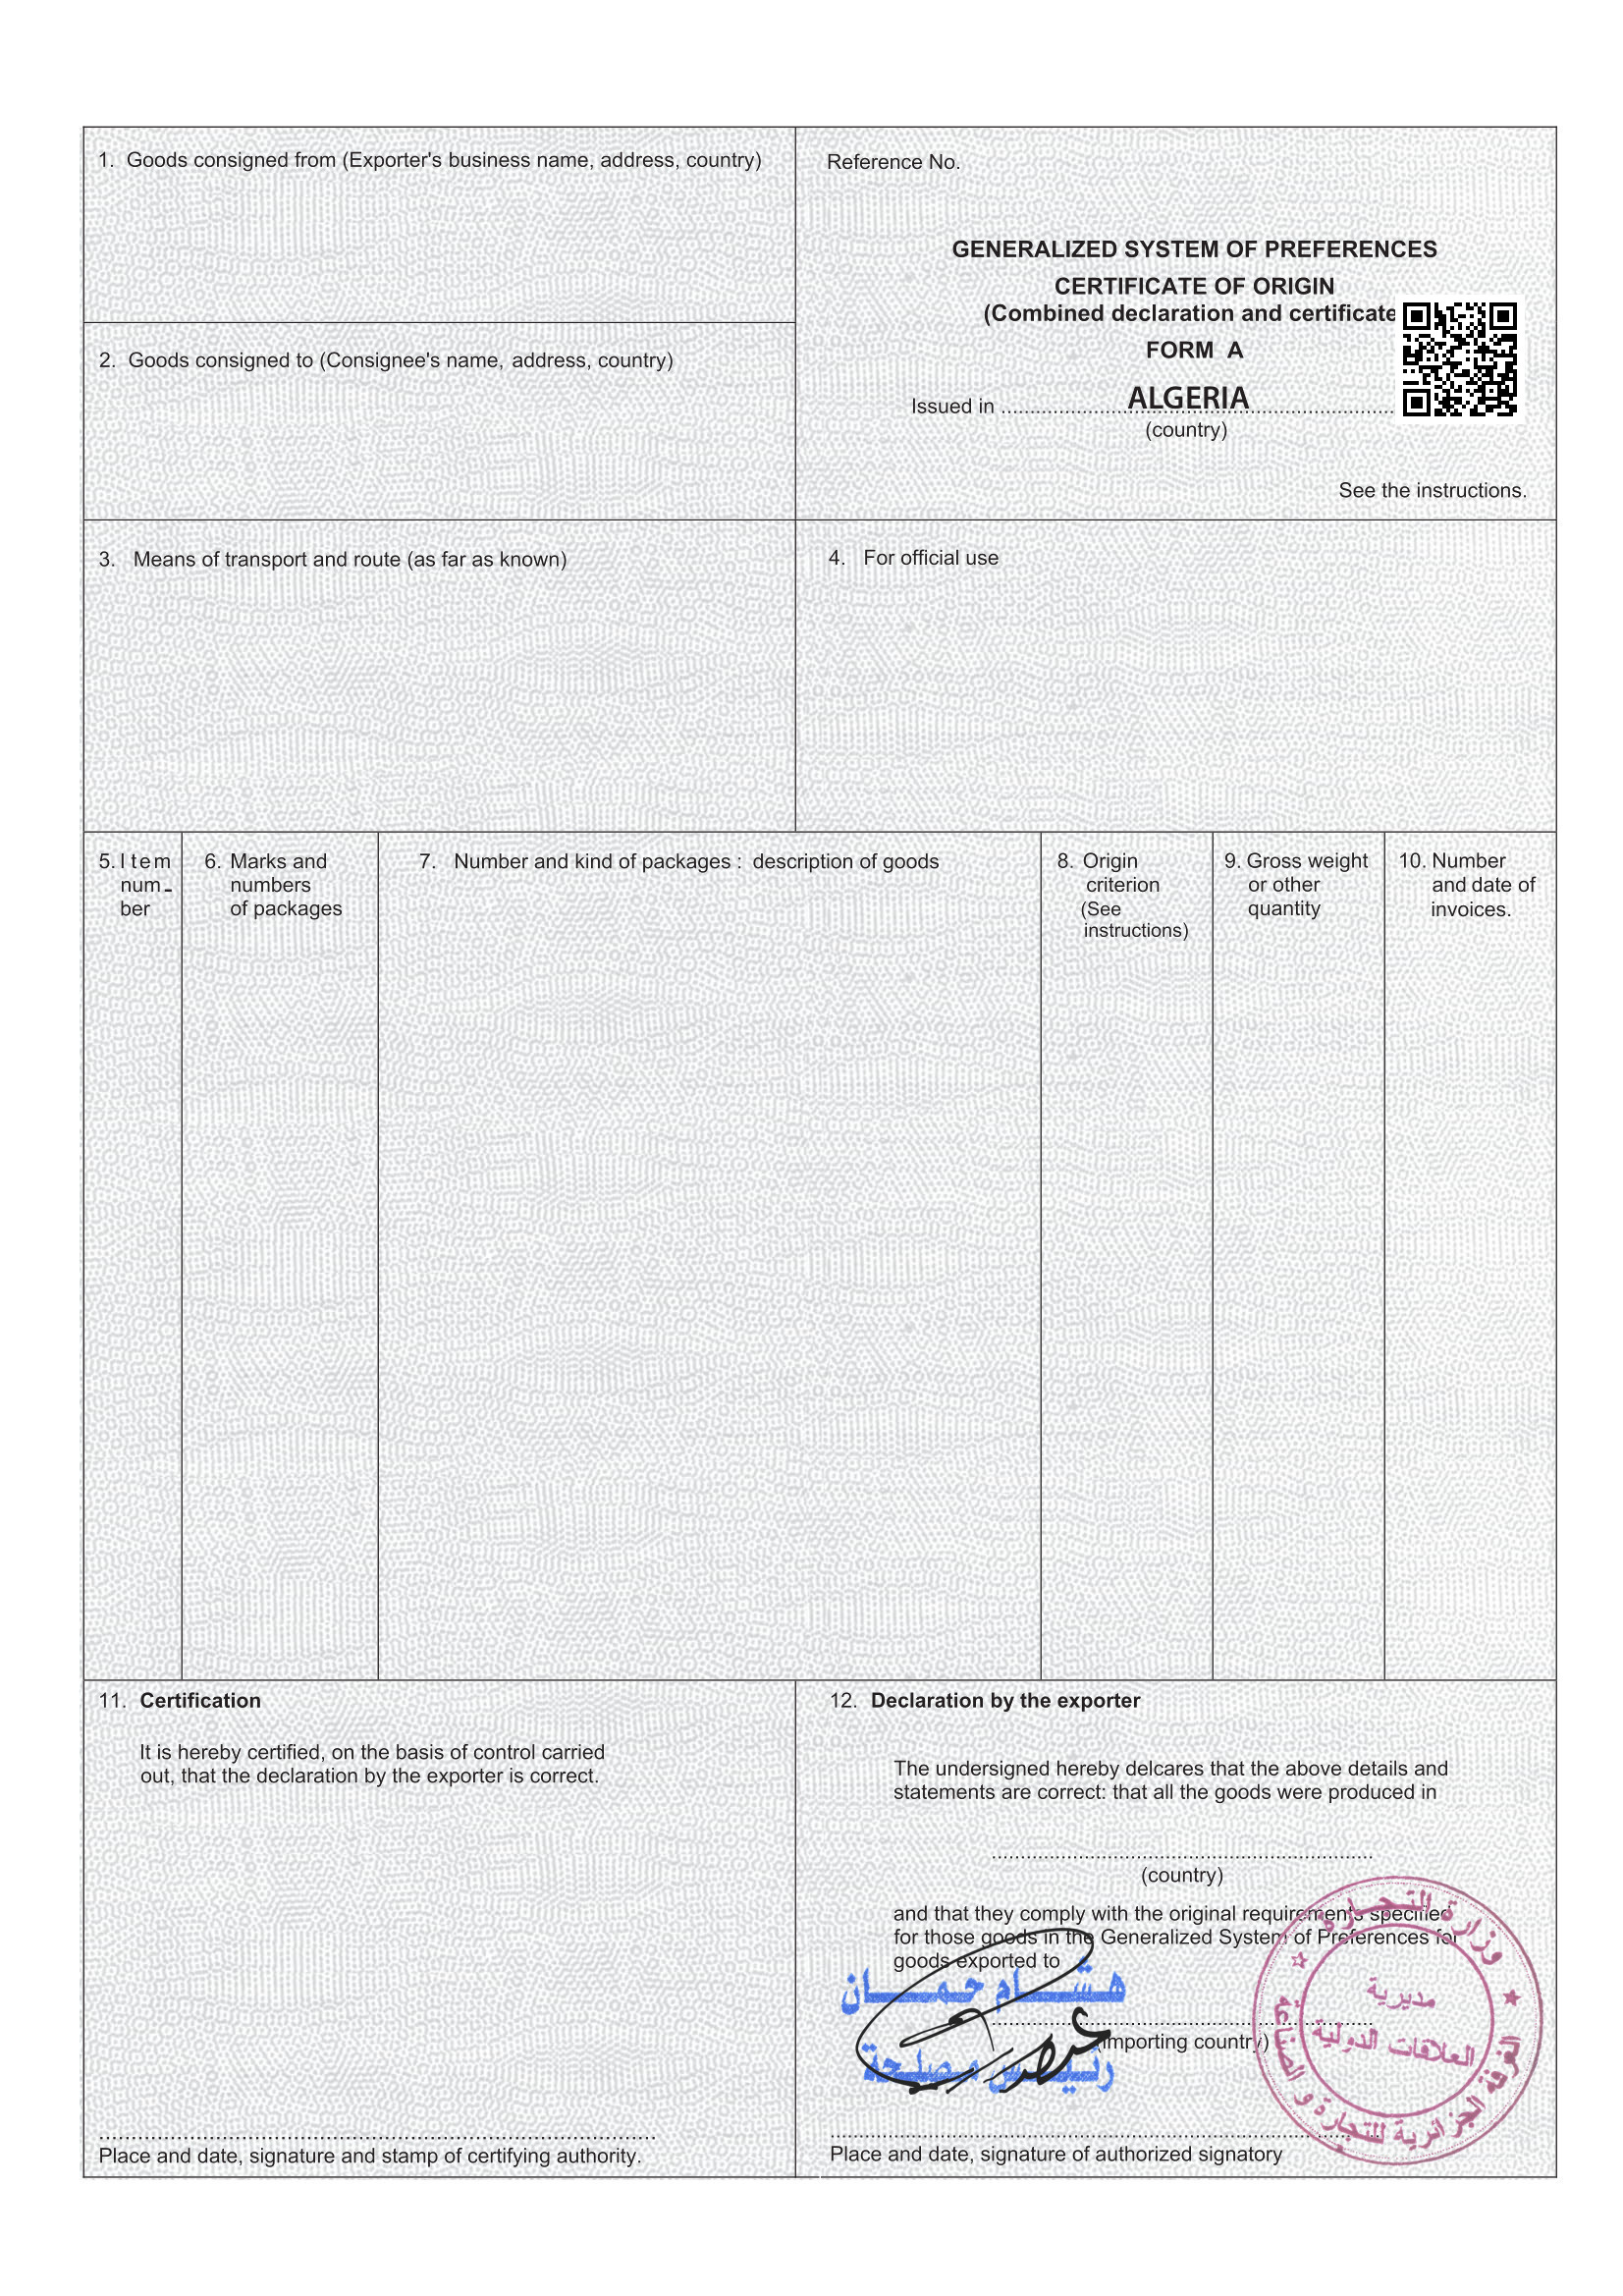 1. Goods consigned from (Exporter's business name, address, country)
Reference No.
GENERALIZED SYSTEM OF PREFERENCES
CERTIFICATE OF ORIGIN
(Combined declaration and certificate
FORM A
Issued in ALGERIA
(country)
See the instructions.
2. Goods consigned to (Consignee's name, address, country)
3. Means of transport and route (as far as known)
4. For official use
5. Item
num-
ber
6. Marks and
numbers
of packages
7. Number and kind of packages : description of goods
8. Origin
criterion
(See
instructions)
9. Gross weight
or other
quantity
10. Number
and date of
invoices.
11. Certification
It is hereby certified, on the basis of control carried
out, that the declaration by the exporter is correct.
Place and date, signature and stamp of certifying authority.
12. Declaration by the exporter
The undersigned hereby delcares that the above details and
statements are correct: that all the goods were produced in
(country)
and that they comply with the original requirements specified
for those goods in the Generalized System of Preferences for
goods exported to
هشام حمان
(importing country)
رئيس مصلحة
Place and date, signature of authorized signatory
وزارة التجارة
مديرية
العلاقات الدولية
الغرفة الجزائرية للتجارة و الصناعة